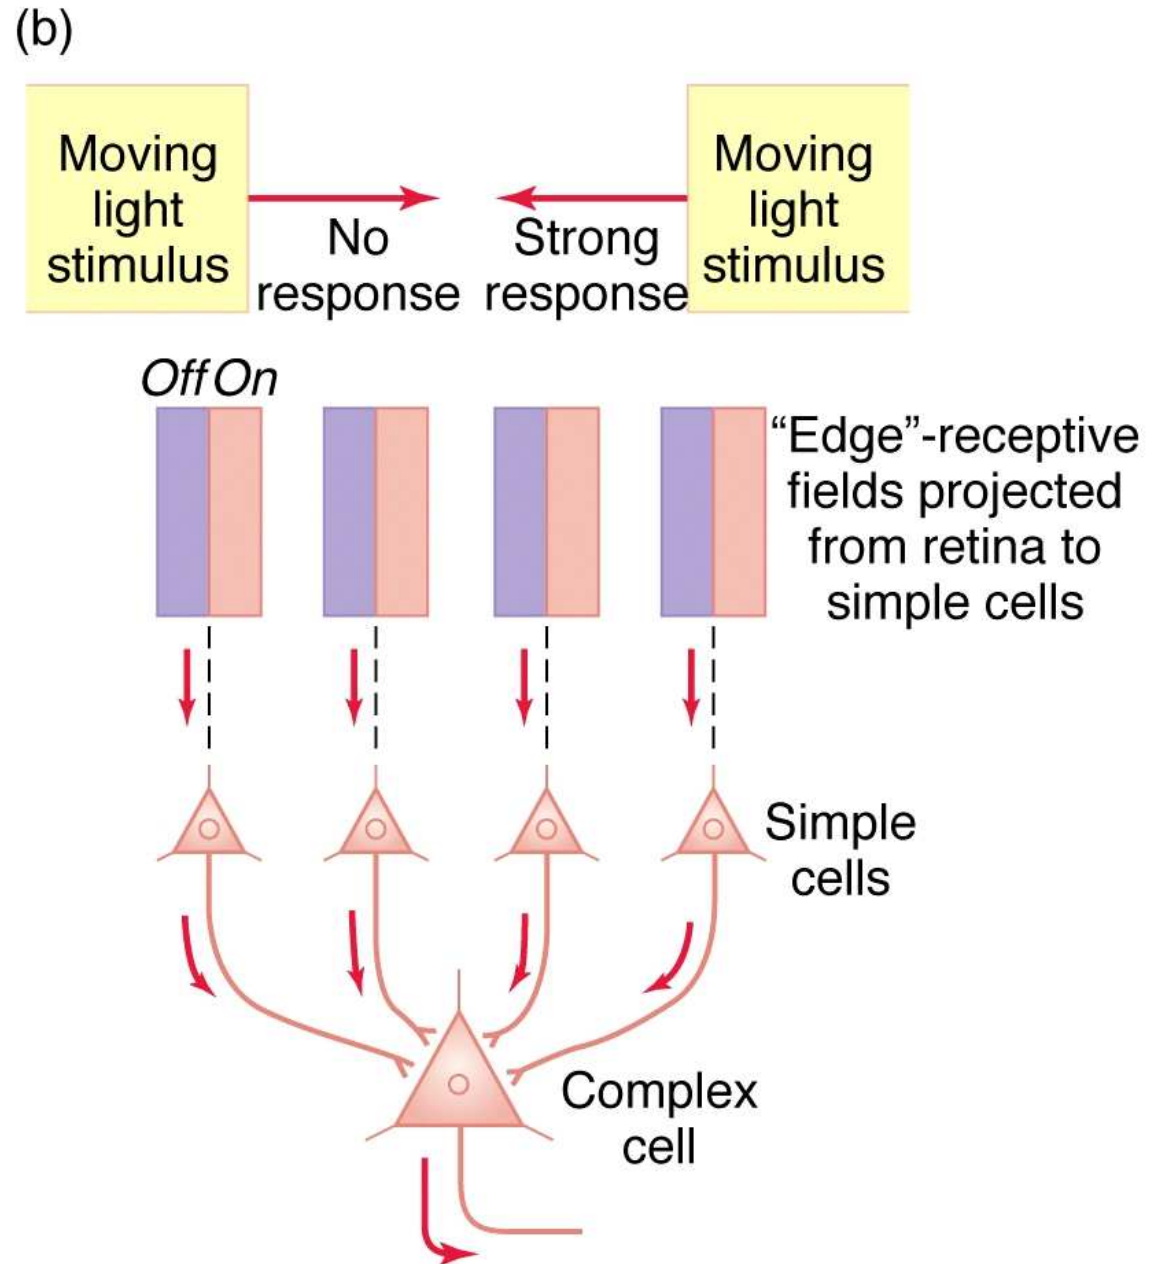 (b)
Moving
light
stimulus
No
response
Strong
response
Moving
light
stimulus
Off On
“Edge”-receptive
fields projected
from retina to
simple cells
Simple
cells
Complex
cell